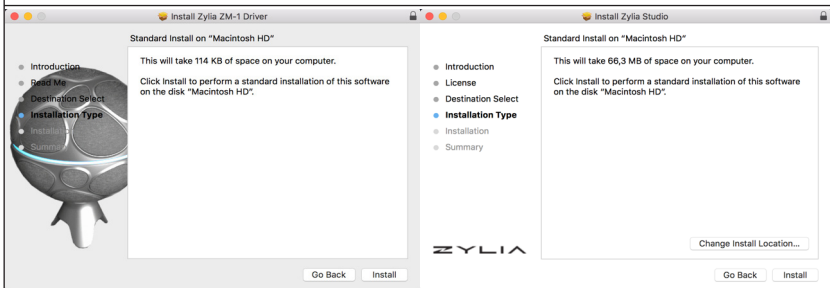 Install Zylia ZM-1 Driver
Standard Install on "Macintosh HD"
Introduction
Read Me
Destination Select
Installation Type
Installation
Summary
This will take 114 KB of space on your computer.
Click Install to perform a standard installation of this software
on the disk "Macintosh HD".
Go Back
Install
Install Zylia Studio
Standard Install on "Macintosh HD"
Introduction
License
Destination Select
Installation Type
Installation
Summary
This will take 66,3 MB of space on your computer.
Click Install to perform a standard installation of this software
on the disk "Macintosh HD".
ZYLIA
Change Install Location...
Go Back
Install